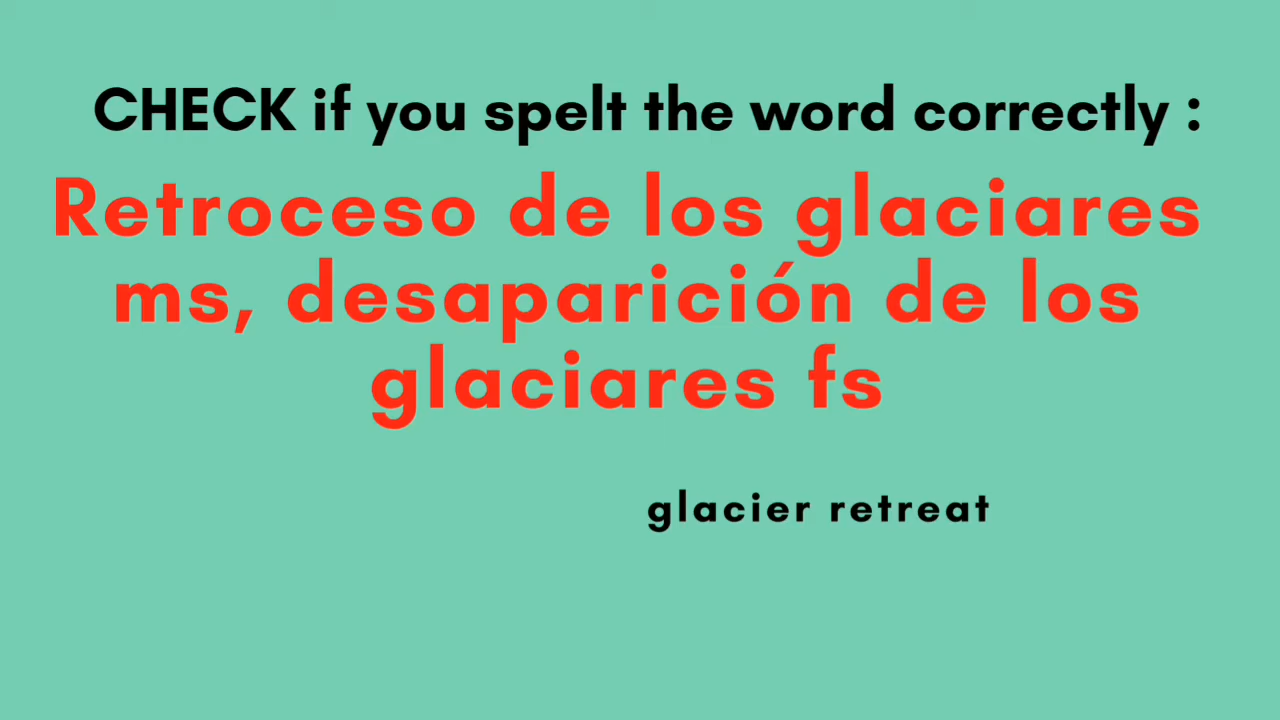 CHECK if you spelt the word correctly :
Retroceso de los glaciares
ms, desaparición de los
glaciares fs
glacier retreat